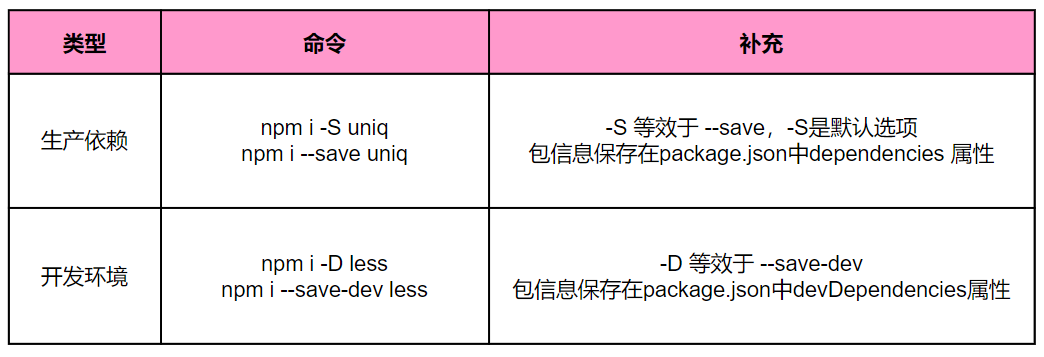 类型
命令
补充
生产依赖
npm i -S uniq
npm i --save uniq
-S 等效于 --save，-S是默认选项
包信息保存在package.json中dependencies 属性
开发环境
npm i -D less
npm i --save-dev less
-D 等效于 --save-dev
包信息保存在package.json中devDependencies属性